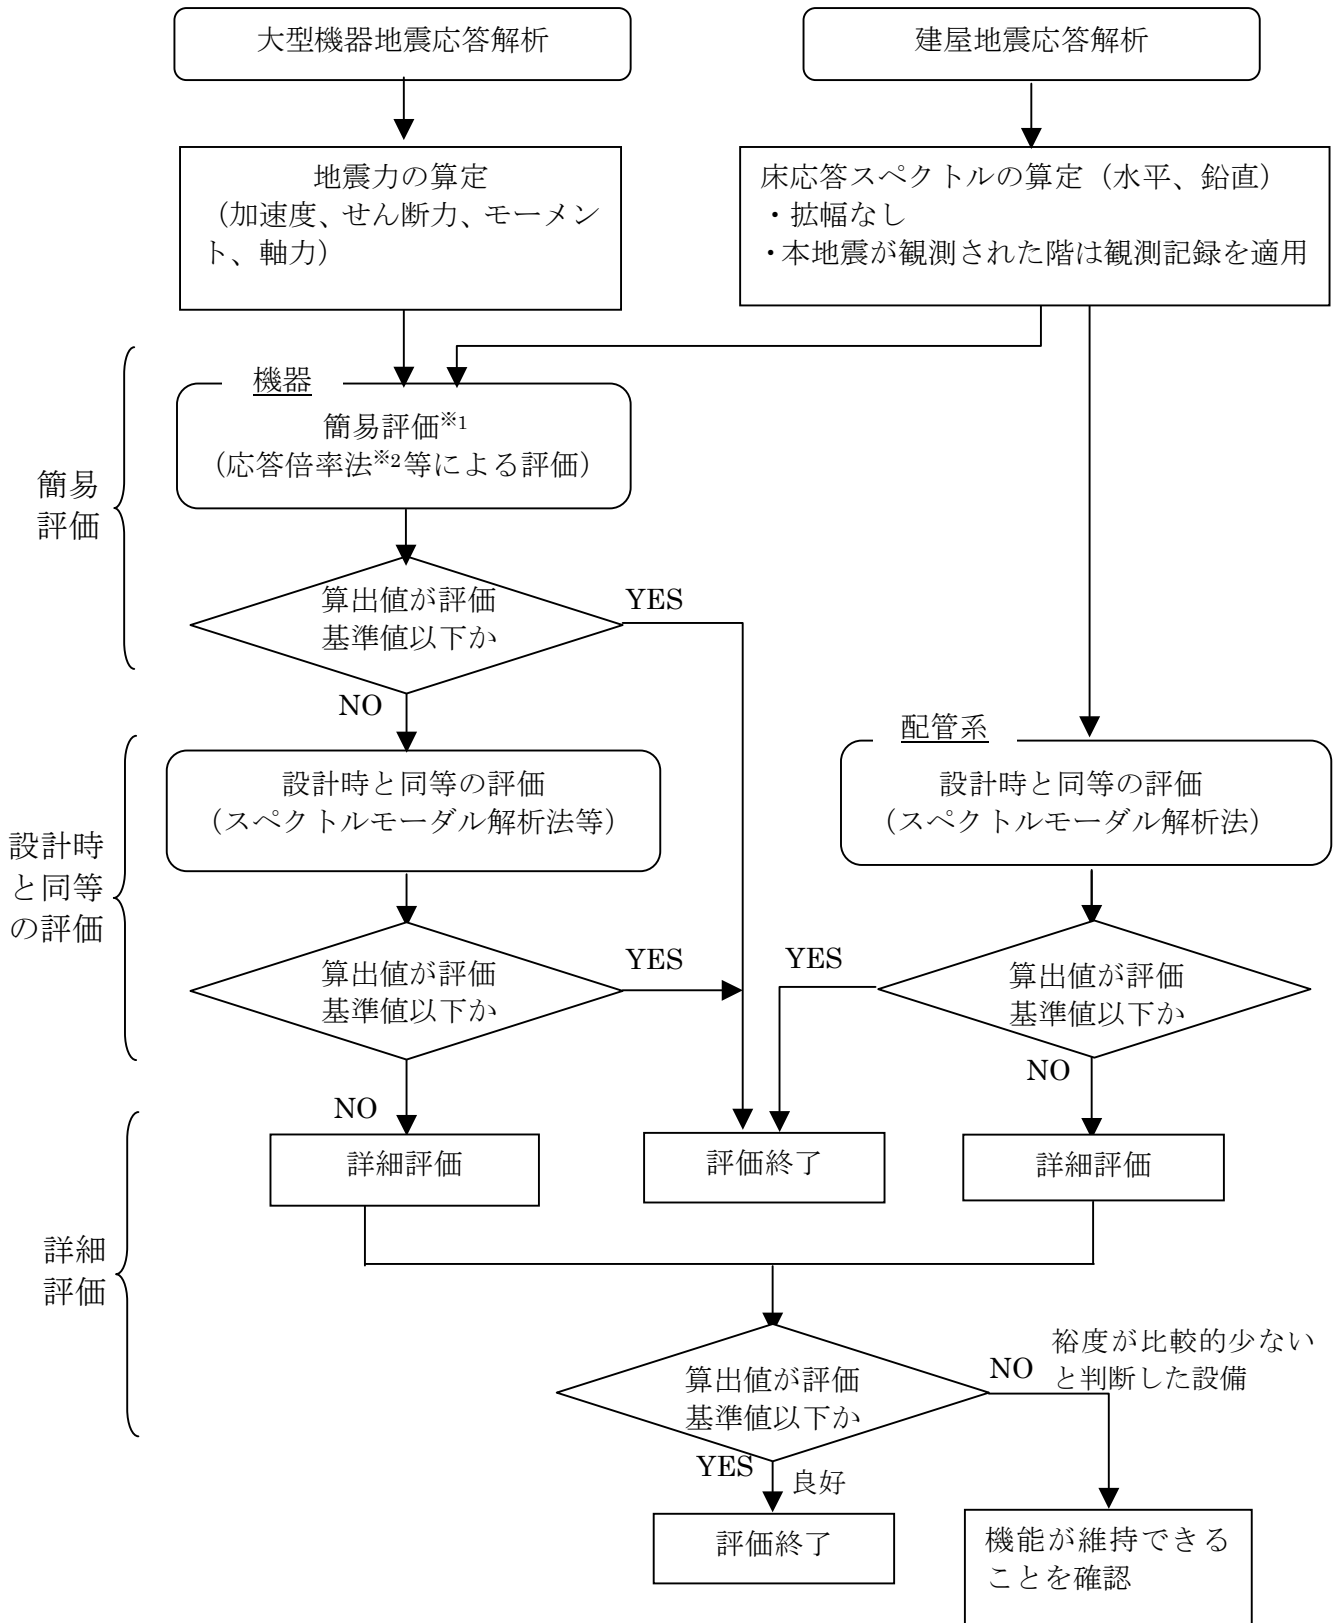 大型機器地震応答解析
建屋地震応答解析
地震力の算定
（加速度、せん断力、モーメン
ト、軸力）
床応答スペクトルの算定（水平、鉛直）
・拡幅なし
・本地震が観測された階は観測記録を適用
機器
簡易評価※1
（応答倍率法※2等による評価）
簡易
評価
算出値が評価
基準値以下か
YES
NO
配管系
設計時と同等の評価
（スペクトルモーダル解析法等）
設計時と同等の評価
（スペクトルモーダル解析法）
設計時
と同等
の評価
算出値が評価
基準値以下か
YES
YES
算出値が評価
基準値以下か
NO
NO
詳細評価
評価終了
詳細評価
詳細
評価
算出値が評価
基準値以下か
NO
裕度が比較的少ない
と判断した設備
YES
良好
評価終了
機能が維持できる
ことを確認